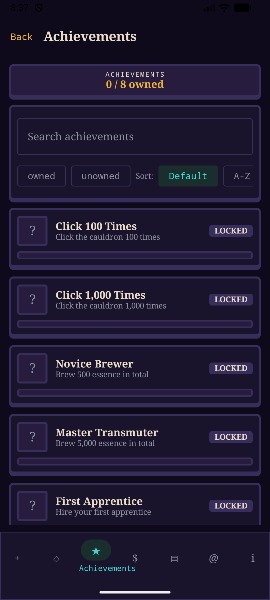 Back Achievements
ACHIEVEMENTS
0 / 8 owned
Search achievements
owned unowned Sort: Default A-Z
? Click 100 Times LOCKED
Click the cauldron 100 times
? Click 1,000 Times LOCKED
Click the cauldron 1,000 times
? Novice Brewer LOCKED
Brew 500 essence in total
? Master Transmuter LOCKED
Brew 5,000 essence in total
? First Apprentice LOCKED
Hire your first apprentice
+ ◇ ★ $ @ i
Achievements